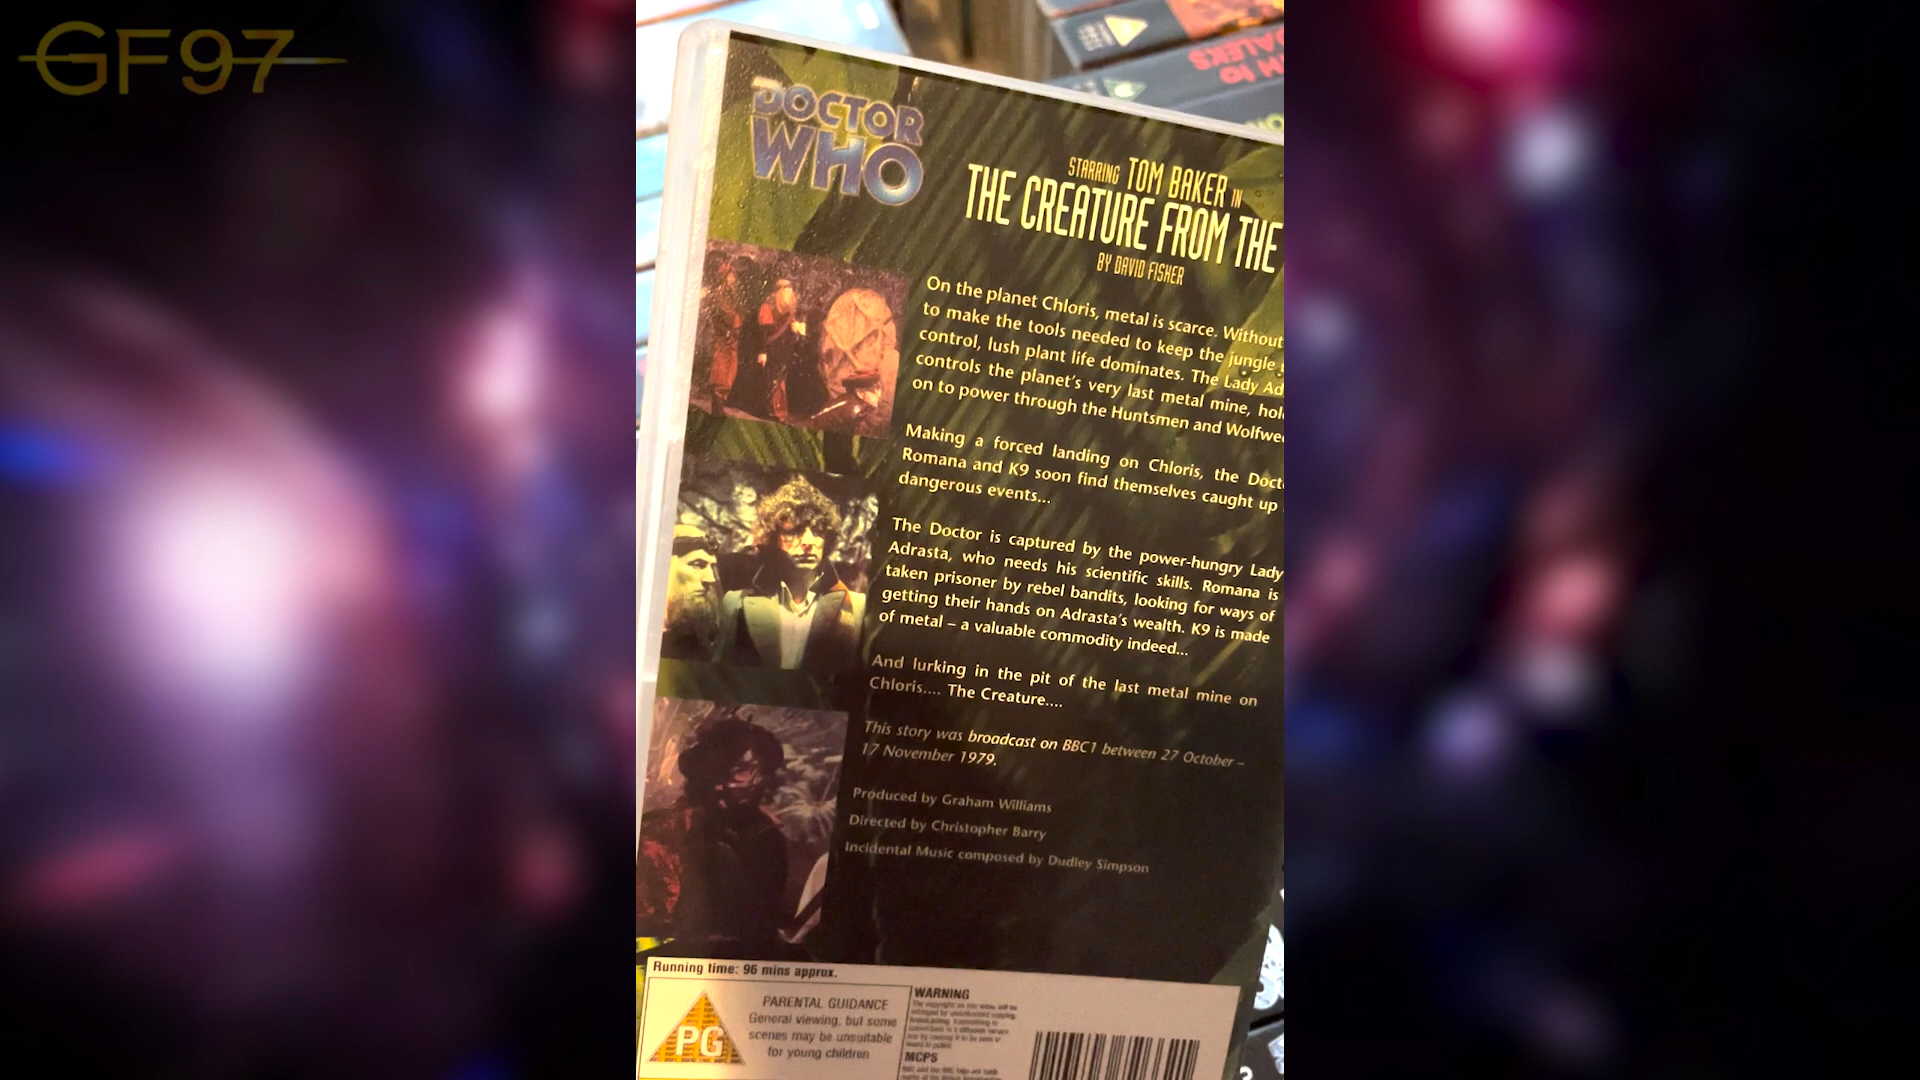 GF97
DOCTOR
WHO
STARRING TOM BAKER IN
THE CREATURE FROM THE
BY DAVID FISHER
On the planet Chloris, metal is scarce. Without
to make the tools needed to keep the jungle
control, lush plant life dominates. The Lady Ad
controls the planet's very last metal mine, hol
on to power through the Huntsmen and Wolfwe
Making a forced landing on Chloris, the Doct
Romana and K9 soon find themselves caught up
dangerous events...
The Doctor is captured by the power-hungry Lady
Adrasta, who needs his scientific skills. Romana is
taken prisoner by rebel bandits, looking for ways of
getting their hands on Adrasta's wealth. K9 is made
of metal – a valuable commodity indeed...
And lurking in the pit of the last metal mine on
Chloris.... The Creature....
This story was broadcast on BBC1 between 27 October –
17 November 1979.
Produced by Graham Williams
Directed by Christopher Barry
Incidental Music composed by Dudley Simpson
Running time: 96 mins approx.
PG
PARENTAL GUIDANCE
General viewing, but some
scenes may be unsuitable
for young children
WARNING
MCPS